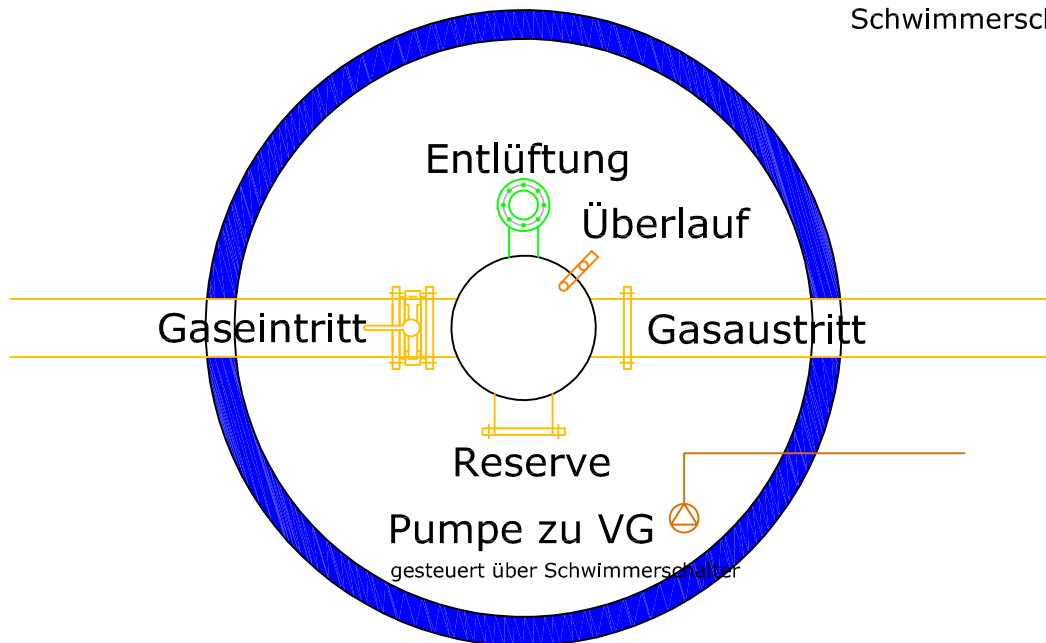 Schwimmersch
Entlüftung
Überlauf
Gaseintritt
Gasaustritt
Reserve
Pumpe zu VG
gesteuert über Schwimmerschalter